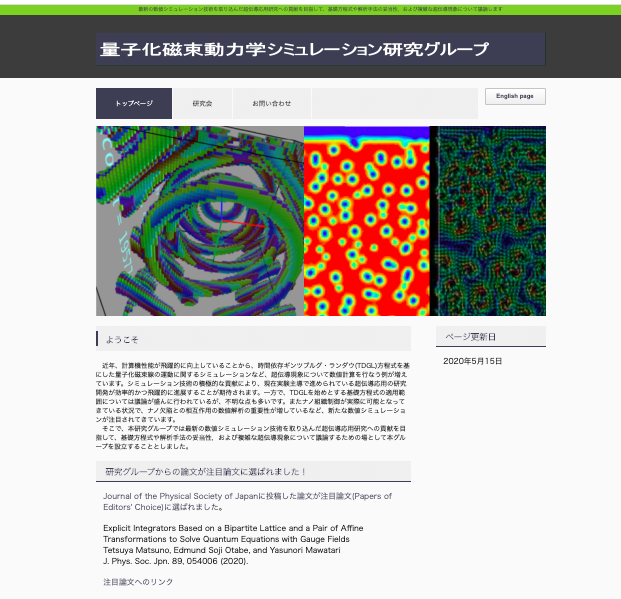 最新の数値シミュレーション技術を取り込んだ超伝導応用研究への貢献を目指して、基礎方程式や解析手法の妥当性、および複雑な超伝導現象について議論します
量子化磁束動力学シミュレーション研究グループ
トップページ
研究会
お問い合わせ
English page
ようこそ
近年、計算機性能が飛躍的に向上していることから、時間依存ギンツブルグ・ランダウ(TDGL)方程式を基
にした量子化磁束線の運動に関するシミュレーションなど、超伝導現象について数値計算を行なう例が増え
ています。シミュレーション技術の積極的な貢献により、現在実験主導で進められている超伝導応用の研究
開発が効率的かつ飛躍的に進展することが期待されます。一方で、TDGLを始めとする基礎方程式の適用範
囲については議論が盛んに行われているが、不明な点も多いです。またナノ組織制御が実際に可能となって
きている状況で、ナノ欠陥との相互作用の数値解析の重要性が増しているなど、新たな数値シミュレーショ
ンが注目されてきています。
そこで、本研究グループでは最新の数値シミュレーション技術を取り込んだ超伝導応用研究への貢献を目
指して、基礎方程式や解析手法の妥当性、および複雑な超伝導現象について議論するための場として本グルー
プを設立することとしました。
ページ更新日
2020年5月15日
研究グループからの論文が注目論文に選ばれました！
Journal of the Physical Society of Japanに投稿した論文が注目論文(Papers of
Editors' Choice)に選ばれました。
Explicit Integrators Based on a Bipartite Lattice and a Pair of Affine
Transformations to Solve Quantum Equations with Gauge Fields
Tetsuya Matsuno, Edmund Soji Otabe, and Yasunori Mawatari
J. Phys. Soc. Jpn. 89, 054006 (2020).
注目論文へのリンク